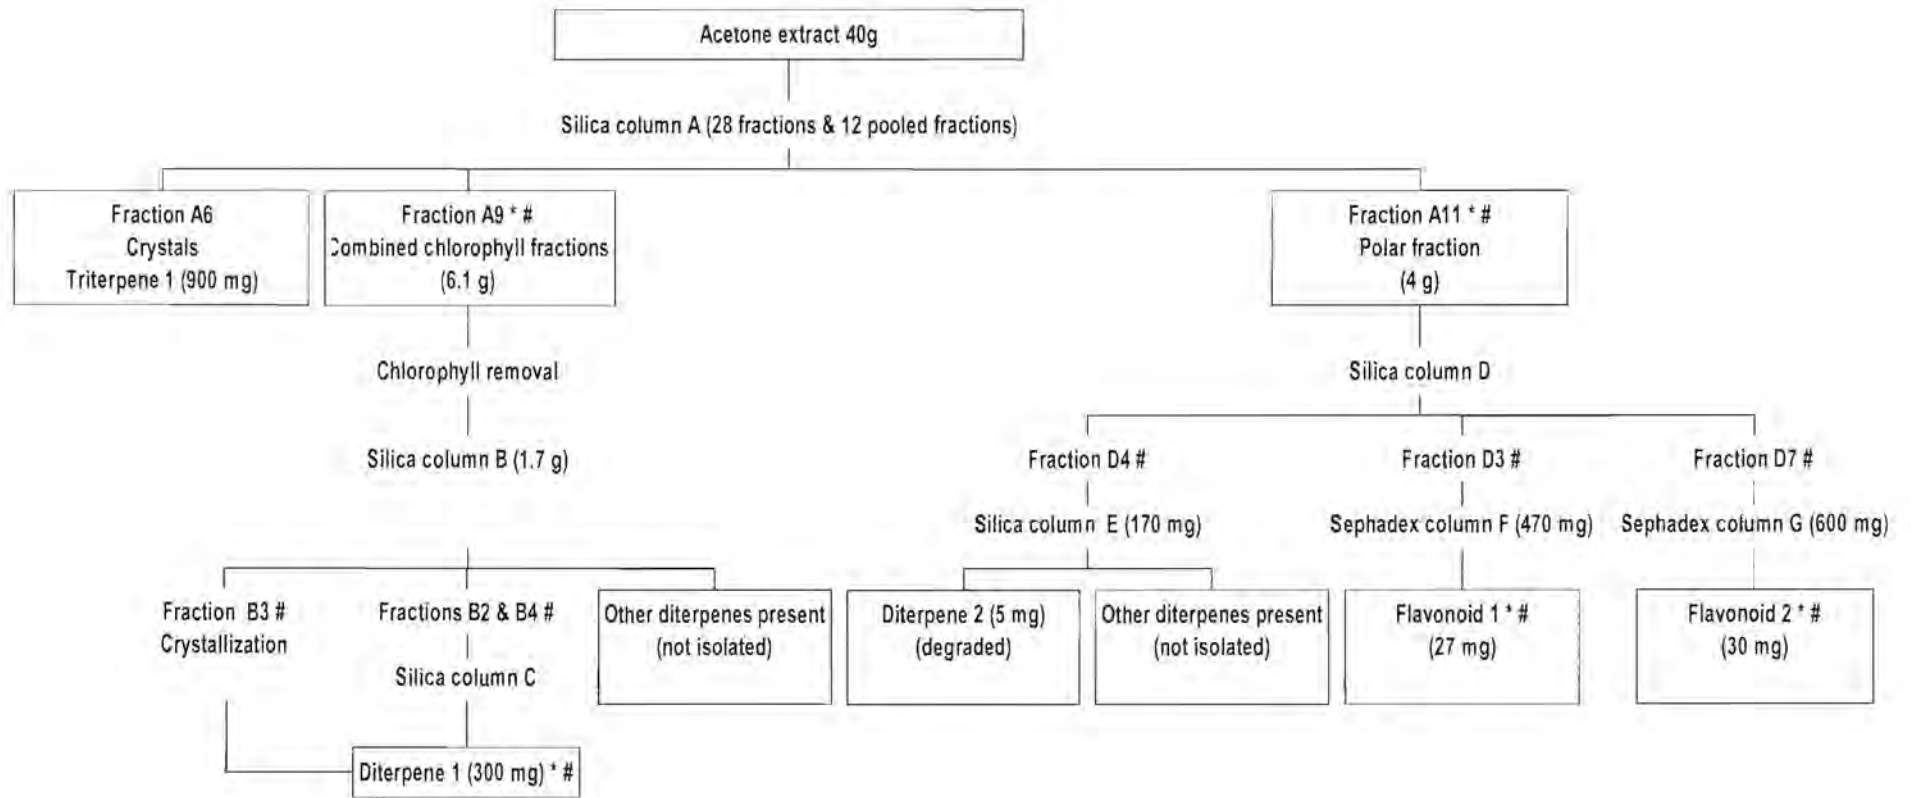 Acetone extract 40g
Silica column A (28 fractions & 12 pooled fractions)
Fraction A6
Crystals
Triterpene 1 (900 mg)
Fraction A9 * #
Combined chlorophyll fractions
(6.1 g)
Fraction A11 * #
Polar fraction
(4 g)
Chlorophyll removal
Silica column D
Silica column B (1.7 g)
Fraction D4 #
Fraction D3 #
Fraction D7 #
Silica column E (170 mg)
Sephadex column F (470 mg)
Sephadex column G (600 mg)
Fraction B3 #
Crystallization
Fractions B2 & B4 #
Silica column C
Other diterpenes present
(not isolated)
Diterpene 2 (5 mg)
(degraded)
Other diterpenes present
(not isolated)
Flavonoid 1 * #
(27 mg)
Flavonoid 2 * #
(30 mg)
Diterpene 1 (300 mg) * #